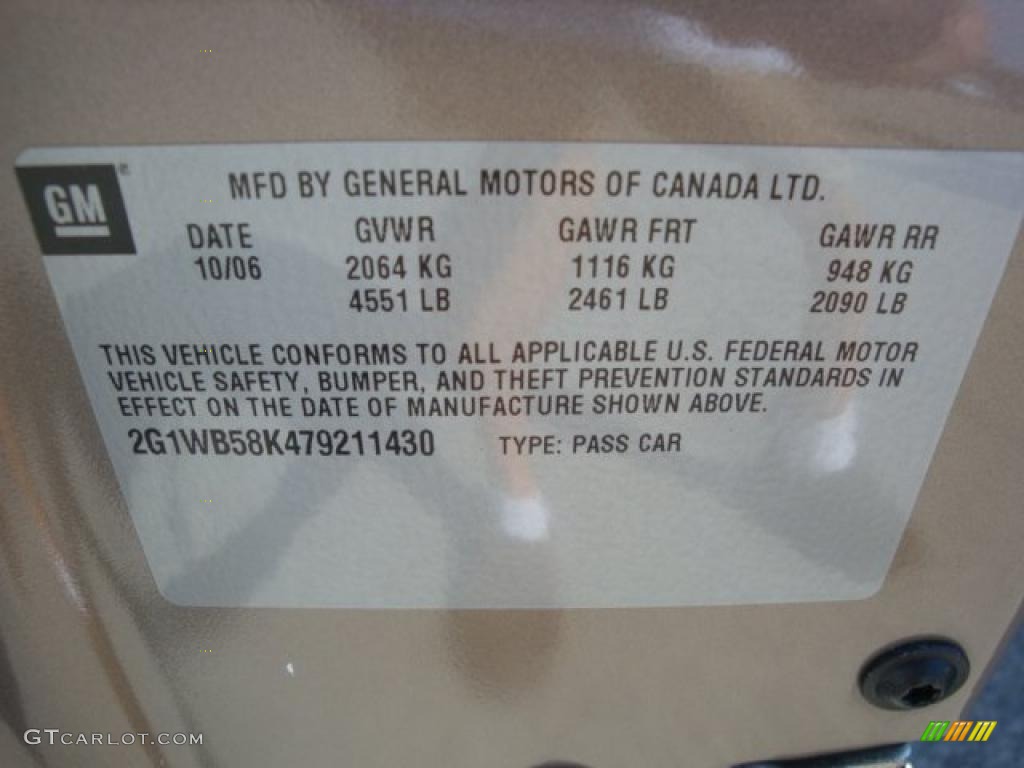 GM®
MFD BY GENERAL MOTORS OF CANADA LTD.
DATE GVWR GAWR FRT GAWR RR
10/06 2064 KG 1116 KG 948 KG
4551 LB 2461 LB 2090 LB
THIS VEHICLE CONFORMS TO ALL APPLICABLE U.S. FEDERAL MOTOR
VEHICLE SAFETY, BUMPER, AND THEFT PREVENTION STANDARDS IN
EFFECT ON THE DATE OF MANUFACTURE SHOWN ABOVE.
2G1WB58K479211430 TYPE: PASS CAR
GTCARLOT.COM